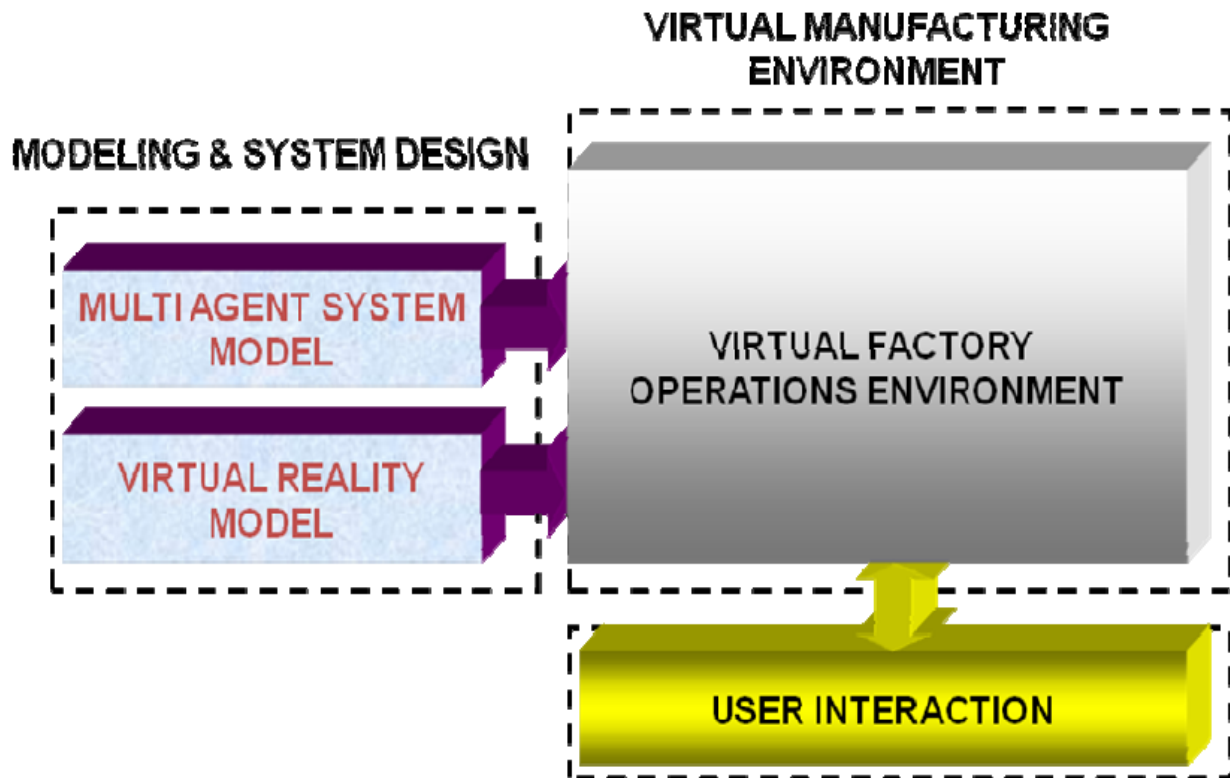 VIRTUAL MANUFACTURING
ENVIRONMENT
MODELING & SYSTEM DESIGN
MULTI AGENT SYSTEM
MODEL
VIRTUAL REALITY
MODEL
VIRTUAL FACTORY
OPERATIONS ENVIRONMENT
USER INTERACTION